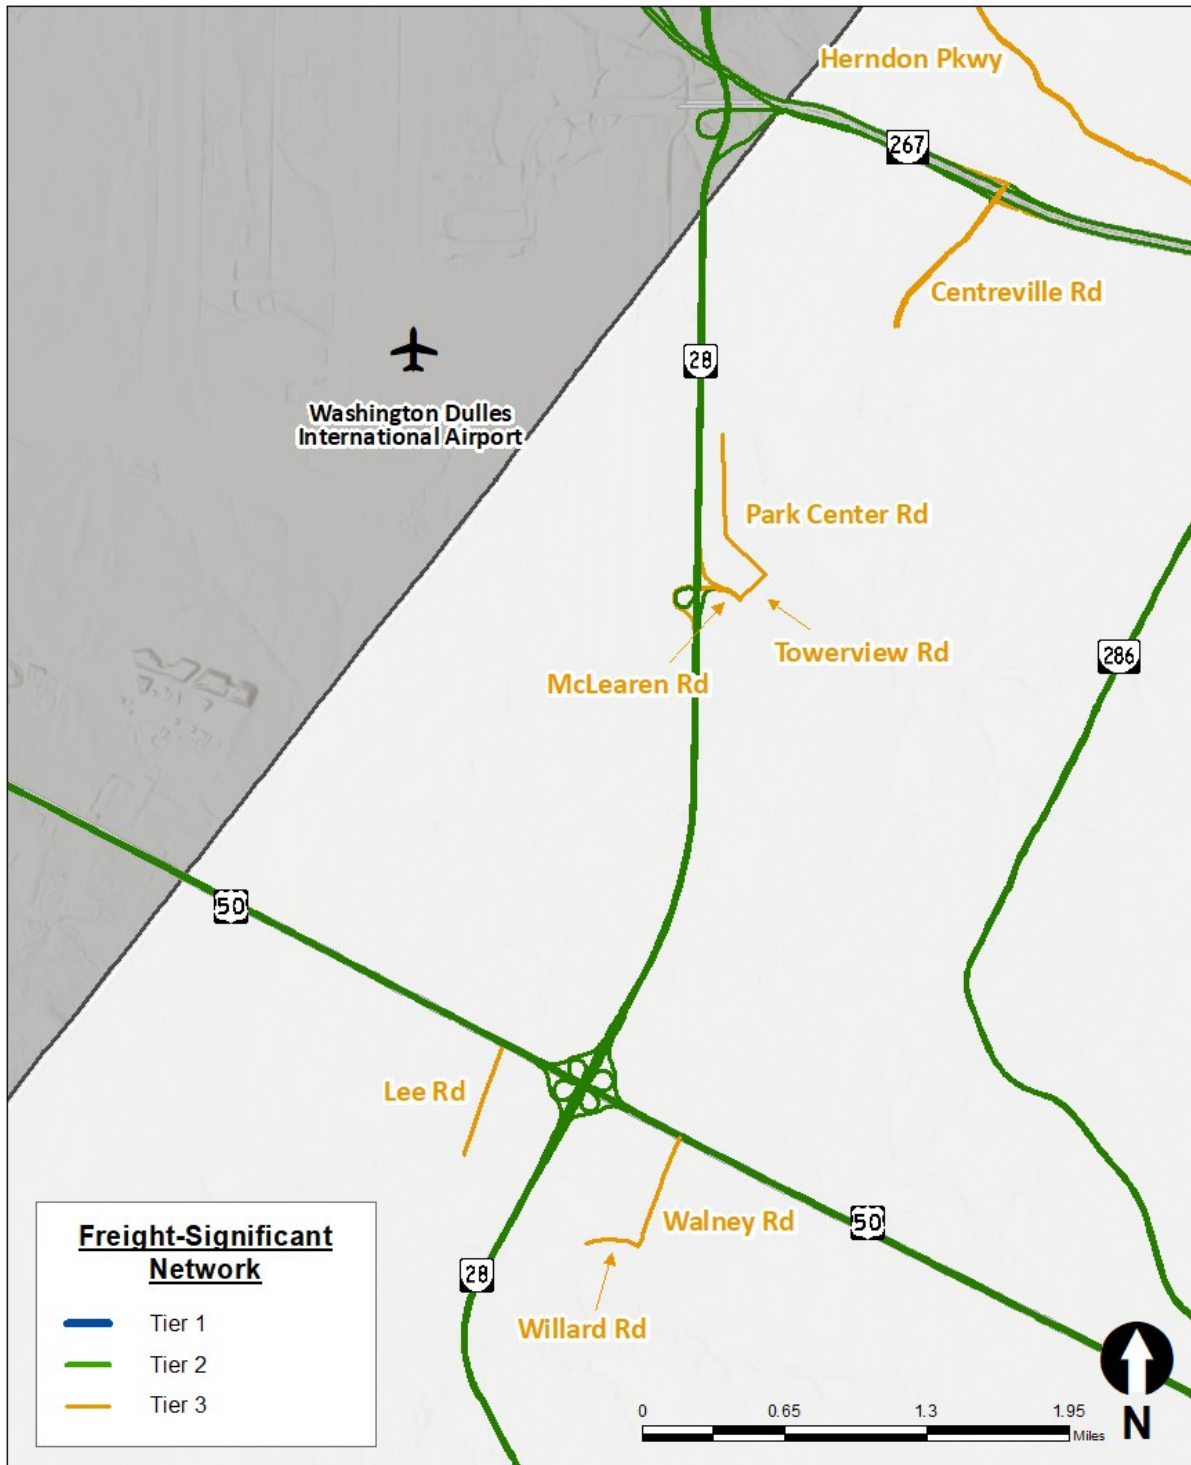 Herndon Pkwy
267
Centreville Rd
28
Washington Dulles
International Airport
Park Center Rd
Towerview Rd
McLearen Rd
286
50
Lee Rd
Walney Rd
50
28
Willard Rd
Freight-Significant
Network
Tier 1
Tier 2
Tier 3
0 0.65 1.3 1.95
Miles
N